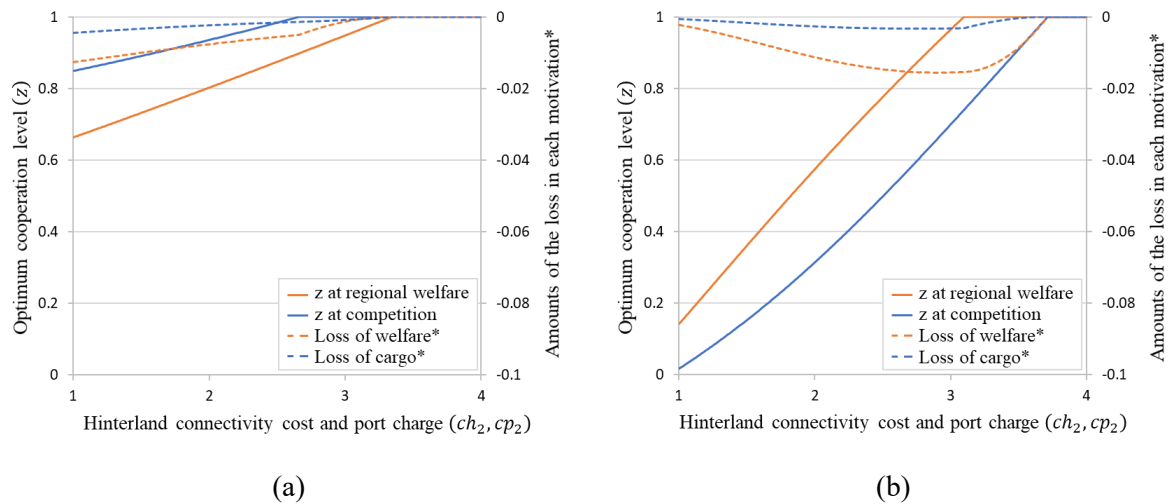 Optimum cooperation level (z)
1
0.8
0.6
0.4
0.2
0
0
-0.02
-0.04
-0.06
-0.08
-0.1
Amounts of the loss in each motivation*
z at regional welfare
z at competition
Loss of welfare*
Loss of cargo*
1 2 3 4
Hinterland connectivity cost and port charge (ch₂, cp₂)
(a)
Optimum cooperation level (z)
1
0.8
0.6
0.4
0.2
0
0
-0.02
-0.04
-0.06
-0.08
-0.1
Amounts of the loss in each motivation*
z at regional welfare
z at competition
Loss of welfare*
Loss of cargo*
1 2 3 4
Hinterland connectivity cost and port charge (ch₂, cp₂)
(b)